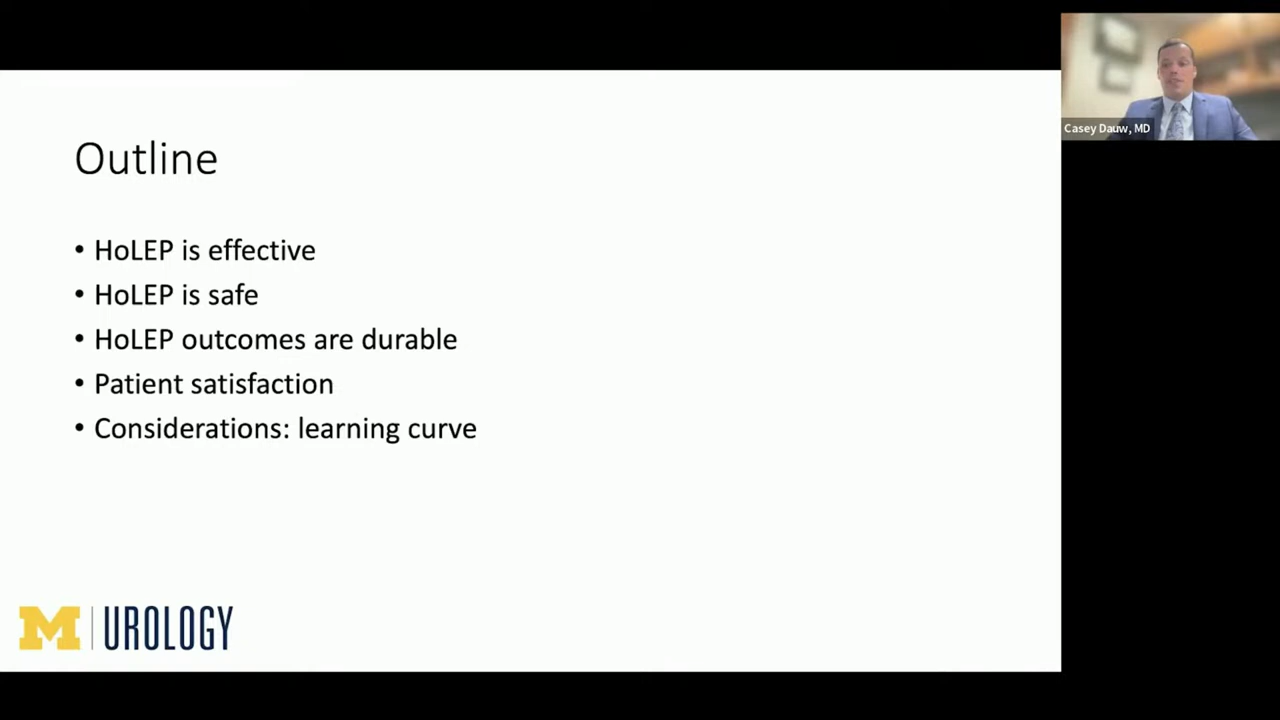 Outline
• HoLEP is effective
• HoLEP is safe
• HoLEP outcomes are durable
• Patient satisfaction
• Considerations: learning curve
M | UROLOGY
Casey Dauw, MD